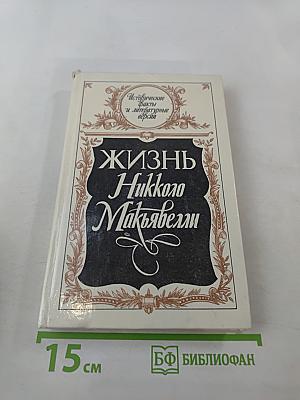 Исторические
факты
и литературные
версии
ЖИЗНЬ
Никколо
Макьявелли
15 см
БФ БИБЛИОФАН